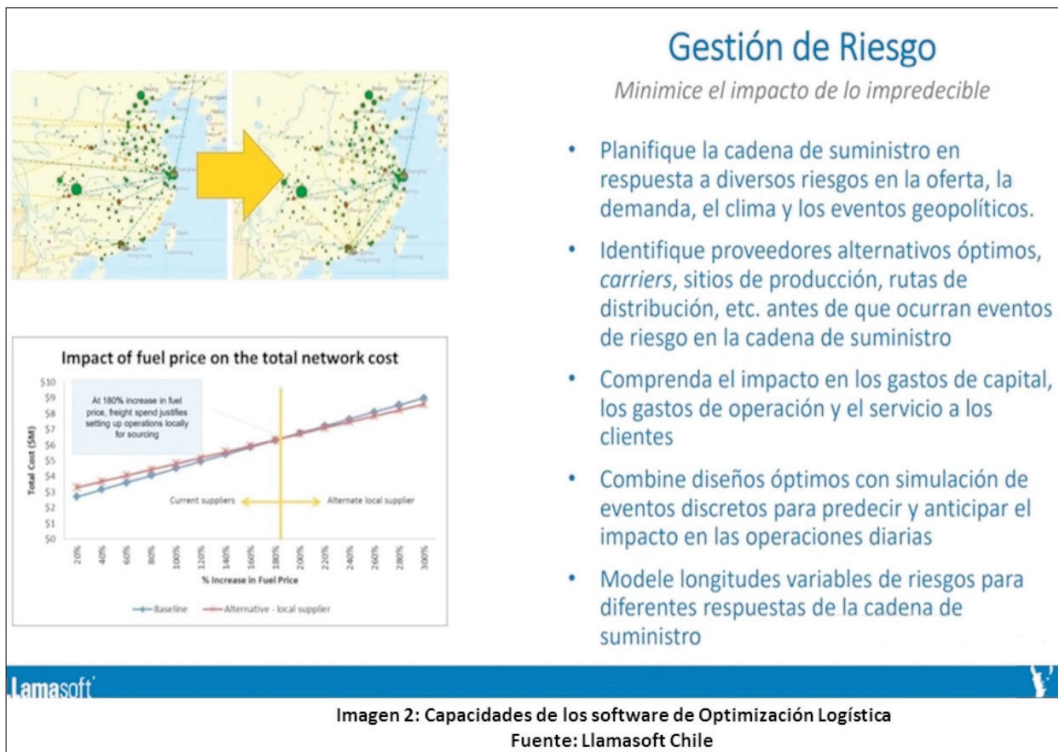 Gestión de Riesgo
Minimice el impacto de lo impredecible
• Planifique la cadena de suministro en
respuesta a diversos riesgos en la oferta, la
demanda, el clima y los eventos geopolíticos.
• Identifique proveedores alternativos óptimos,
carriers, sitios de producción, rutas de
distribución, etc. antes de que ocurran eventos
de riesgo en la cadena de suministro
• Comprenda el impacto en los gastos de capital,
los gastos de operación y el servicio a los
clientes
• Combine diseños óptimos con simulación de
eventos discretos para predecir y anticipar el
impacto en las operaciones diarias
• Modele longitudes variables de riesgos para
diferentes respuestas de la cadena de
suministro
Impact of fuel price on the total network cost
Total Cost ($M)
$10
$9
$8
$7
$6
$5
$4
$3
$2
$1
$0
At 180% increase in fuel
price, freight spend justifies
setting up operations locally
for sourcing
Current suppliers
Alternate local supplier
20% 40% 60% 80% 100% 120% 140% 160% 180% 200% 220% 240% 260% 280% 300%
% Increase in Fuel Price
Baseline
Alternative - local supplier
Lamasoft
Imagen 2: Capacidades de los software de Optimización Logística
Fuente: Llamasoft Chile